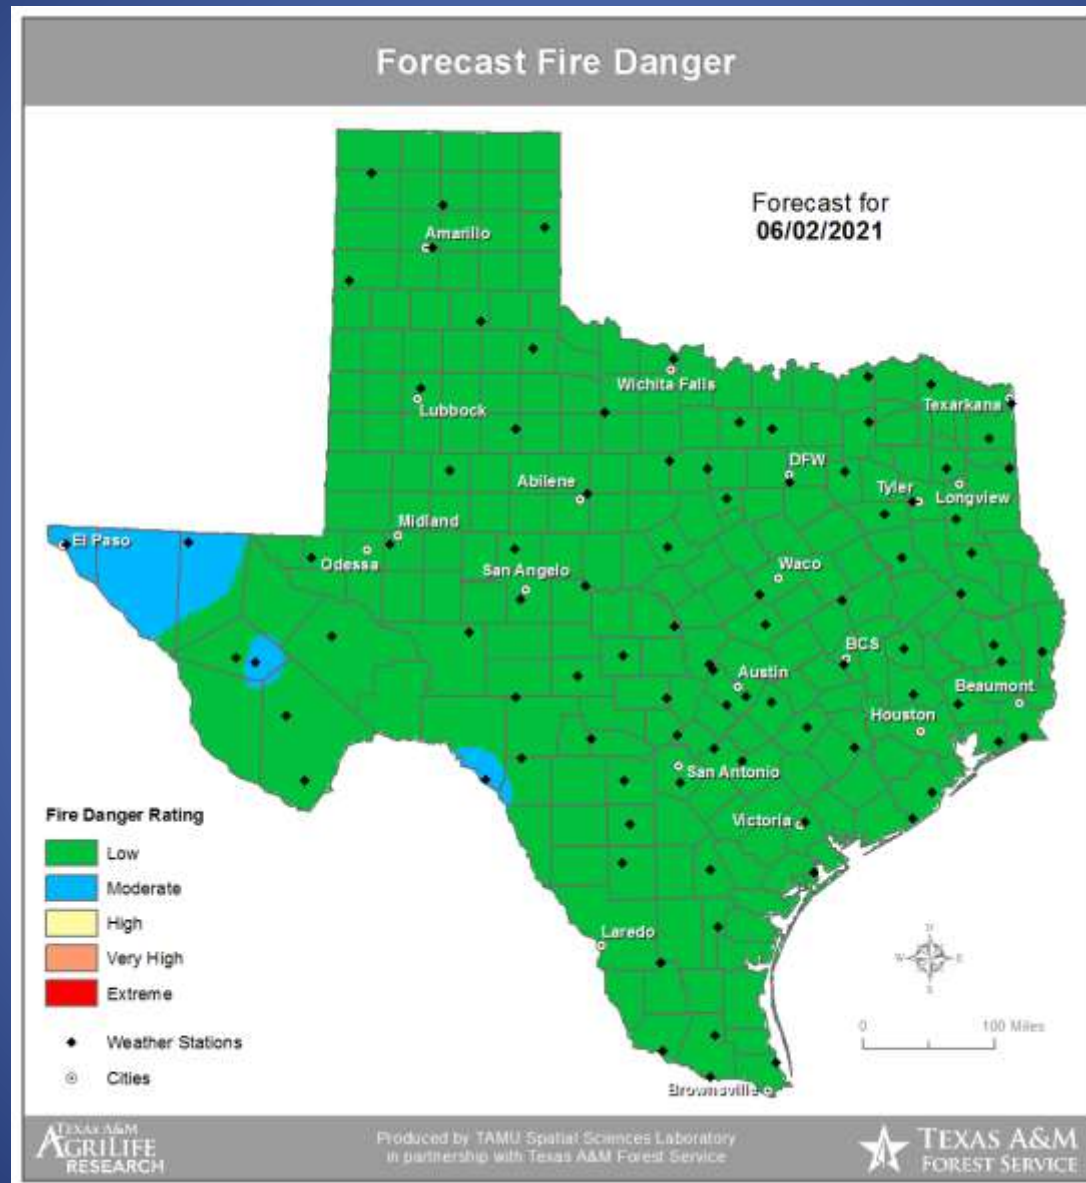 Forecast Fire Danger
Forecast for
06/02/2021
Amarillo
Wichita Falls
Lubbock
Texarkana
DFW
Abilene
Tyler
Longview
Midland
El Paso
Odessa
San Angelo
Waco
BCS
Austin
Beaumont
Houston
San Antonio
Victoria
Laredo
Brownsville
Fire Danger Rating
Low
Moderate
High
Very High
Extreme
Weather Stations
Cities
N
W
E
S
0
100 Miles
TEXAS A&M
AGRILIFE
RESEARCH
Produced by TAMU Spatial Sciences Laboratory
in partnership with Texas A&M Forest Service
TEXAS A&M
FOREST SERVICE